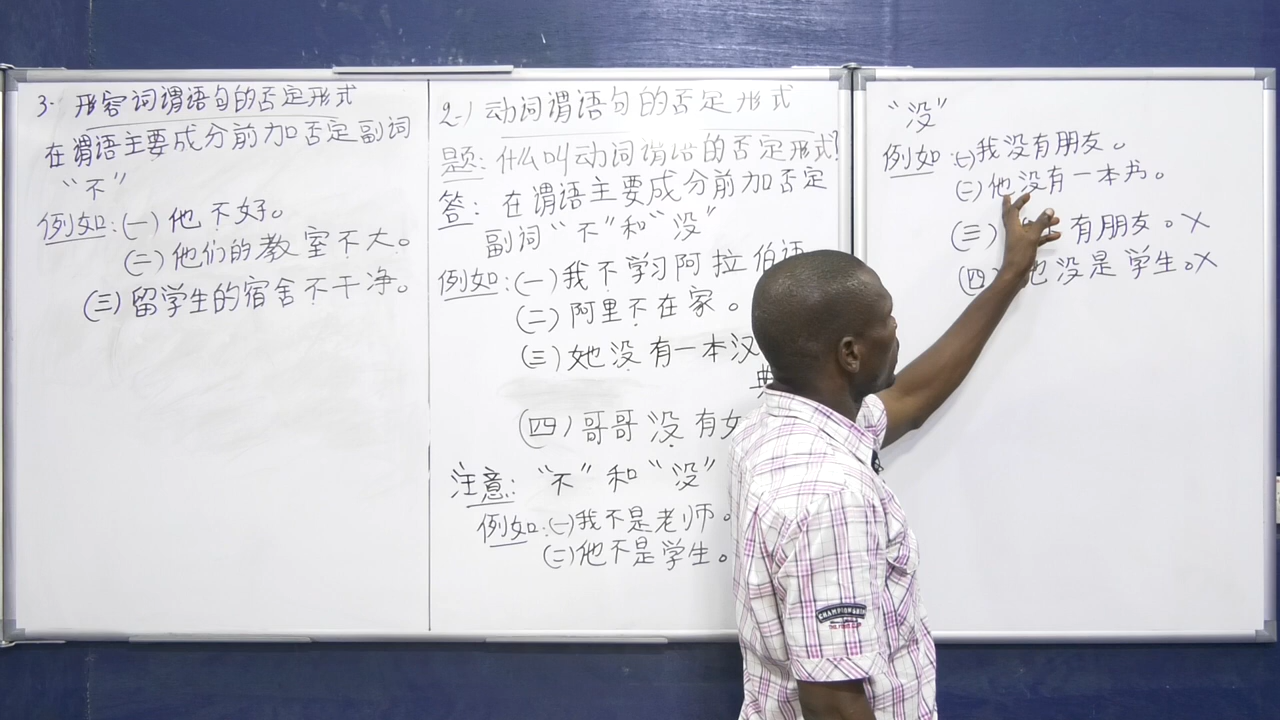 3. 形容词谓语句的否定形式
在谓语主要成分前加否定副词
“不”
例如:(一)他不好。
(二)他们的教室不大。
(三)留学生的宿舍不干净。
2.1) 动词谓语句的否定形式
题: 什么叫动词谓语的否定形式?
答: 在谓语主要成分前加否定
副词“不”和“没”
例如:(一)我不学习阿拉伯语
(二)阿里不在家。
(三)她没有一本汉
典
(四)哥哥没有女
注意: “不”和“没”
例如:(一)我不是老师。
(二)他不是学生。
“没”
例如:(一)我没有朋友。
(二)他没有一本书。
(三) 有朋友。X
(四) 他没是学生。X
CHAMPIONSHIP